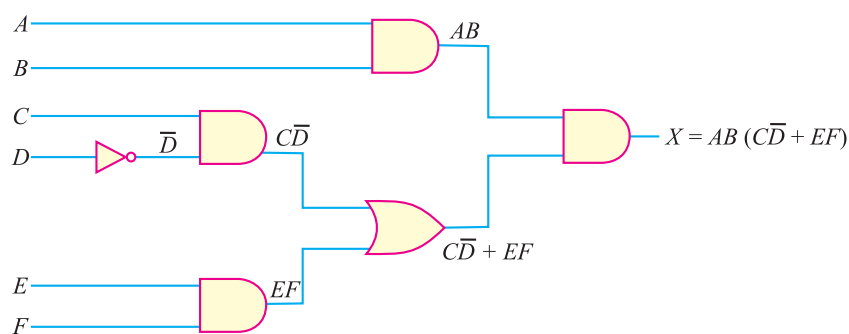 A
AB
B
C
D̅
CD̅
D
X = AB (CD̅ + EF)
CD̅ + EF
E
EF
F